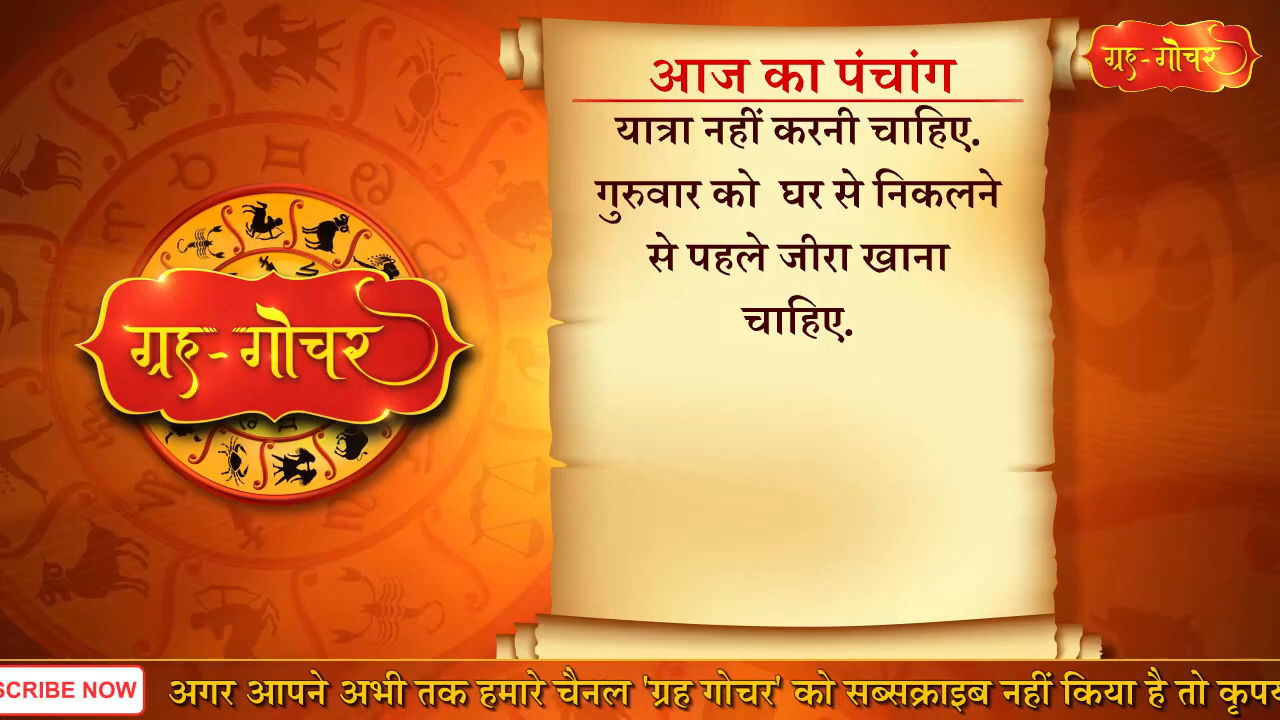 आज का पंचांग
ग्रह-गोचर
यात्रा नहीं करनी चाहिए.
गुरुवार को घर से निकलने
से पहले जीरा खाना
चाहिए.
ग्रह-गोचर
SCRIBE NOW
अगर आपने अभी तक हमारे चैनल 'ग्रह गोचर' को सब्सक्राइब नहीं किया है तो कृपय